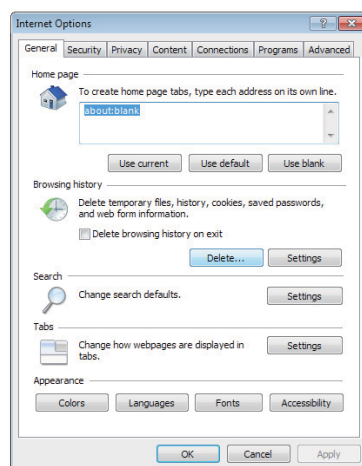 Internet Options
General Security Privacy Content Connections Programs Advanced
Home page
To create home page tabs, type each address on its own line.
about:blank
Use current Use default Use blank
Browsing history
Delete temporary files, history, cookies, saved passwords,
and web form information.
Delete browsing history on exit
Delete... Settings
Search
Change search defaults. Settings
Tabs
Change how webpages are displayed in
tabs. Settings
Appearance
Colors Languages Fonts Accessibility
OK Cancel Apply